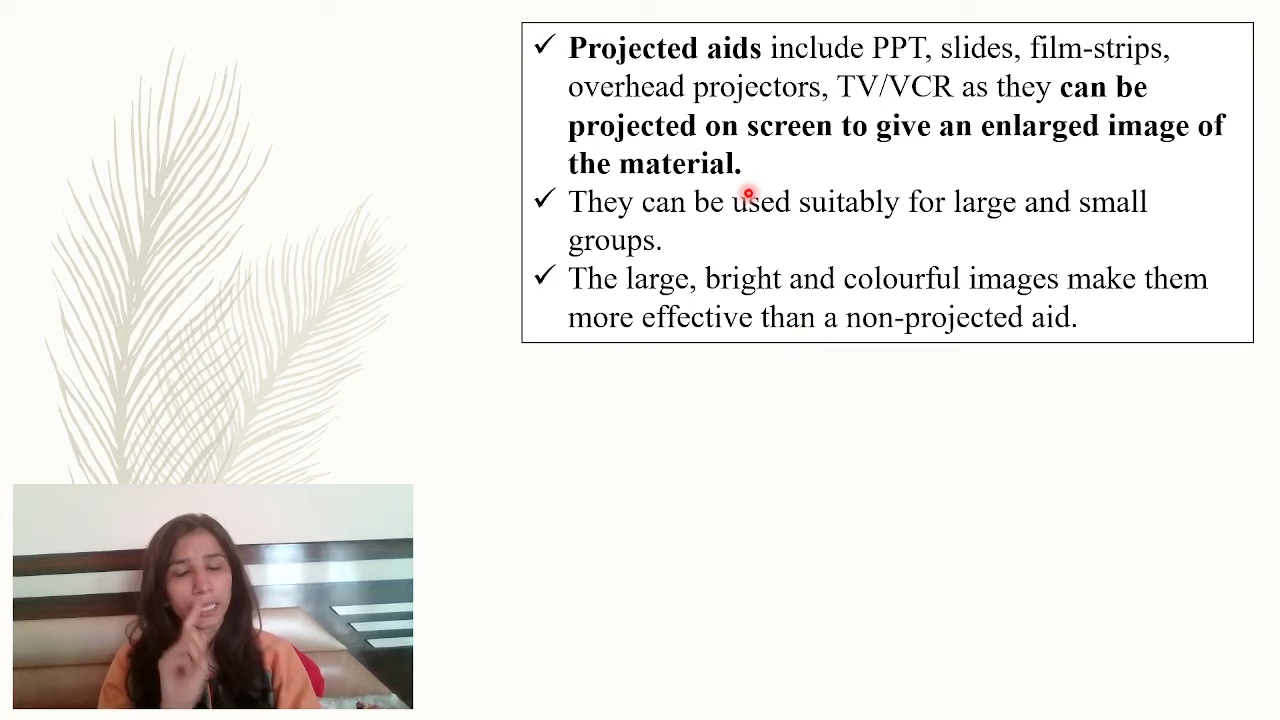 ✓ Projected aids include PPT, slides, film-strips,
overhead projectors, TV/VCR as they can be
projected on screen to give an enlarged image of
the material.
✓ They can be used suitably for large and small
groups.
✓ The large, bright and colourful images make them
more effective than a non-projected aid.